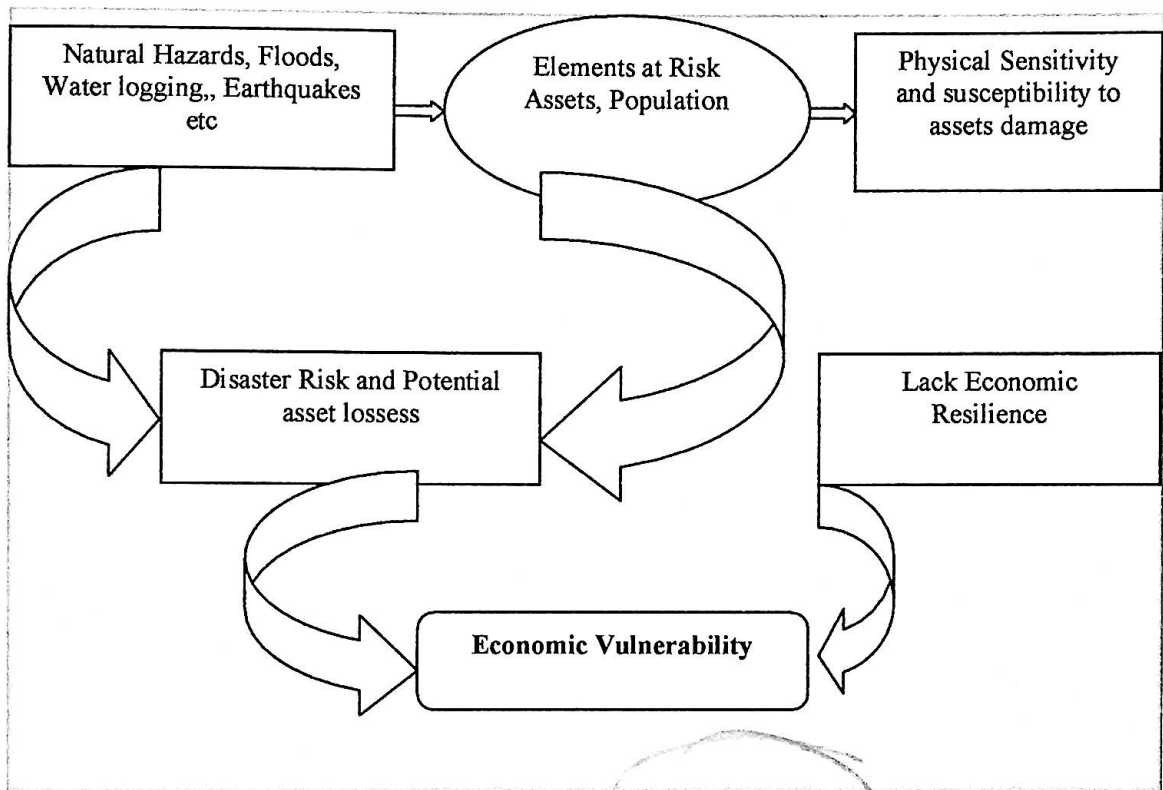 Natural Hazards, Floods,
Water logging,, Earthquakes
etc
Elements at Risk
Assets, Population
Physical Sensitivity
and susceptibility to
assets damage
Disaster Risk and Potential
asset lossess
Lack Economic
Resilience
Economic Vulnerability